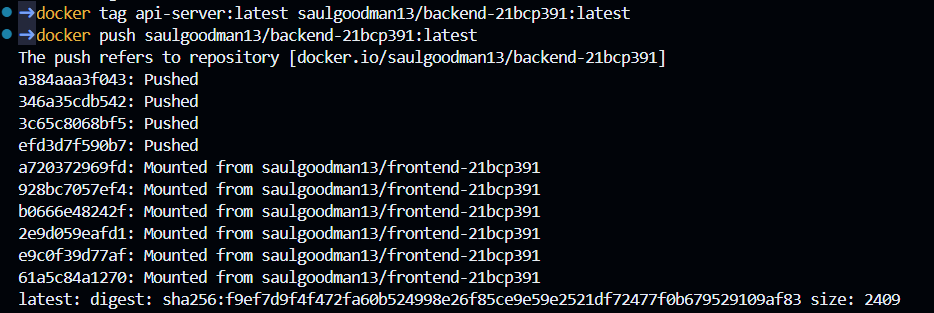 →docker tag api-server:latest saulgoodman13/backend-21bcp391:latest
→docker push saulgoodman13/backend-21bcp391:latest
The push refers to repository [docker.io/saulgoodman13/backend-21bcp391]
a384aaa3f043: Pushed
346a35cdb542: Pushed
3c65c8068bf5: Pushed
efd3d7f590b7: Pushed
a720372969fd: Mounted from saulgoodman13/frontend-21bcp391
928bc7057ef4: Mounted from saulgoodman13/frontend-21bcp391
b0666e48242f: Mounted from saulgoodman13/frontend-21bcp391
2e9d059eafd1: Mounted from saulgoodman13/frontend-21bcp391
e9c0f39d77af: Mounted from saulgoodman13/frontend-21bcp391
61a5c84a1270: Mounted from saulgoodman13/frontend-21bcp391
latest: digest: sha256:f9ef7d9f4f472fa60b524998e26f85ce9e59e2521df72477f0b679529109af83 size: 2409